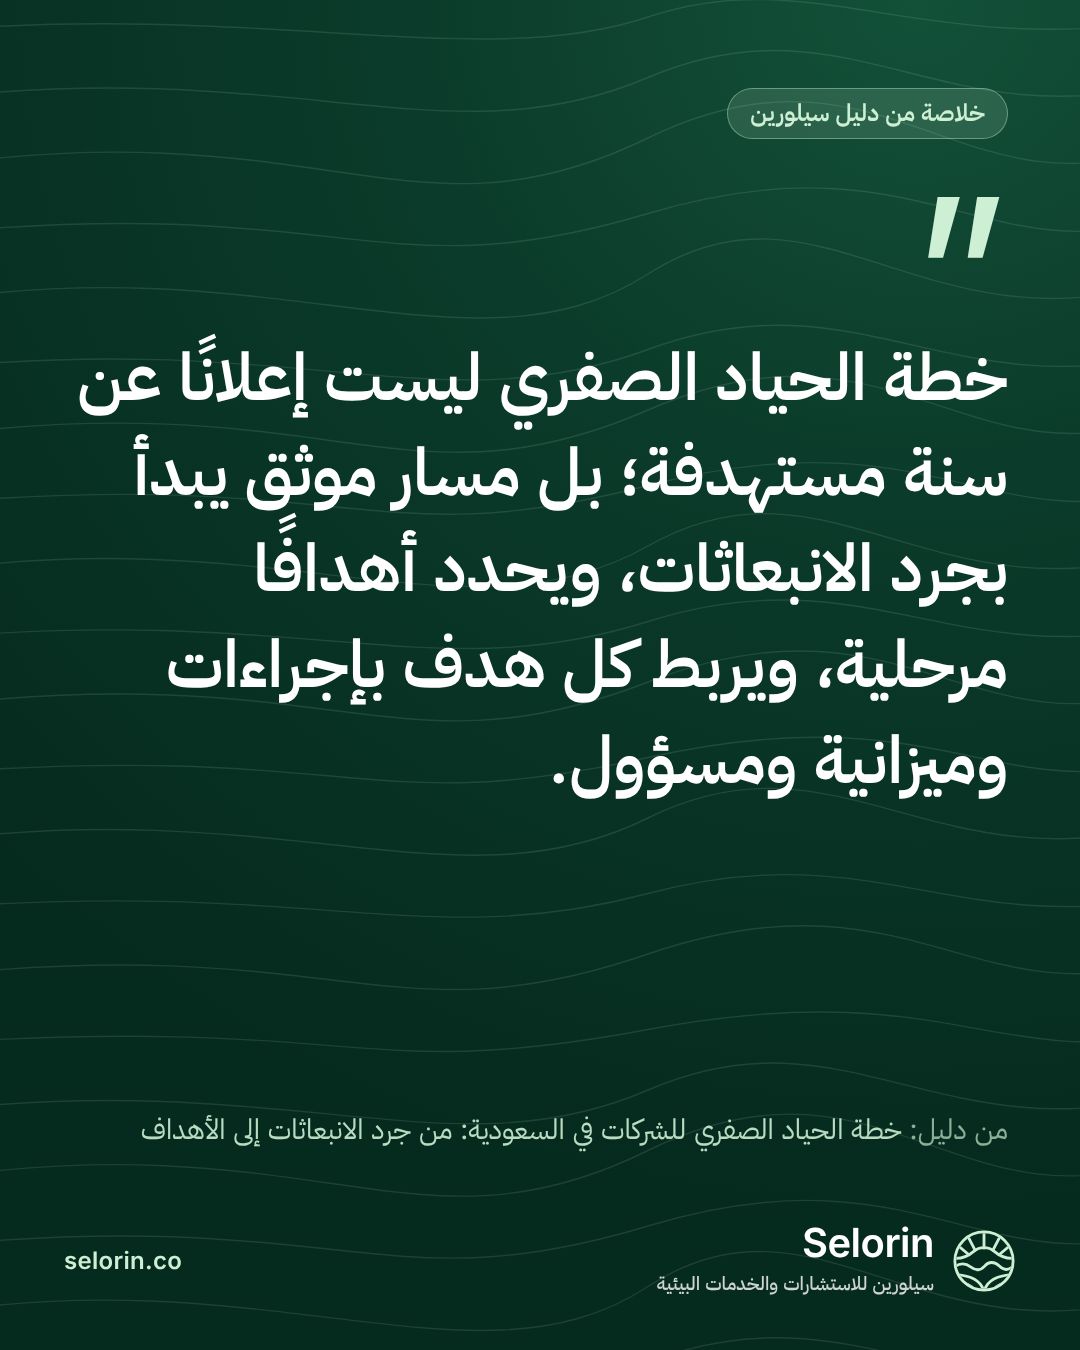 خلاصة من دليل سيلورين
"
خطة الحياد الصفري ليست إعلانًا عن
سنة مستهدفة؛ بل مسار موثق يبدأ
بجرد الانبعاثات، ويحدد أهدافًا
مرحلية، ويربط كل هدف بإجراءات
وميزانية ومسؤول.
من دليل: خطة الحياد الصفري للشركات في السعودية: من جرد الانبعاثات إلى الأهداف
Selorin
سيلورين للاستشارات والخدمات البيئية
selorin.co